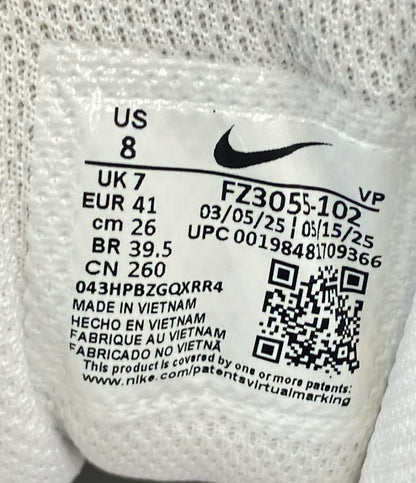 US
8
UK 7
EUR 41
cm 26
BR 39.5
CN 260
VP
FZ3055-102
03/05/25 | 05/15/25
UPC 00198481709366
043HPBZGQXRR4
MADE IN VIETNAM
HECHO EN VIETNAM
FABRIQUE AU VIETNAM
FABRICADO NO VIETNÃ
This product is covered by one or more patents:
www.nike.com/patentsvirtualmarking